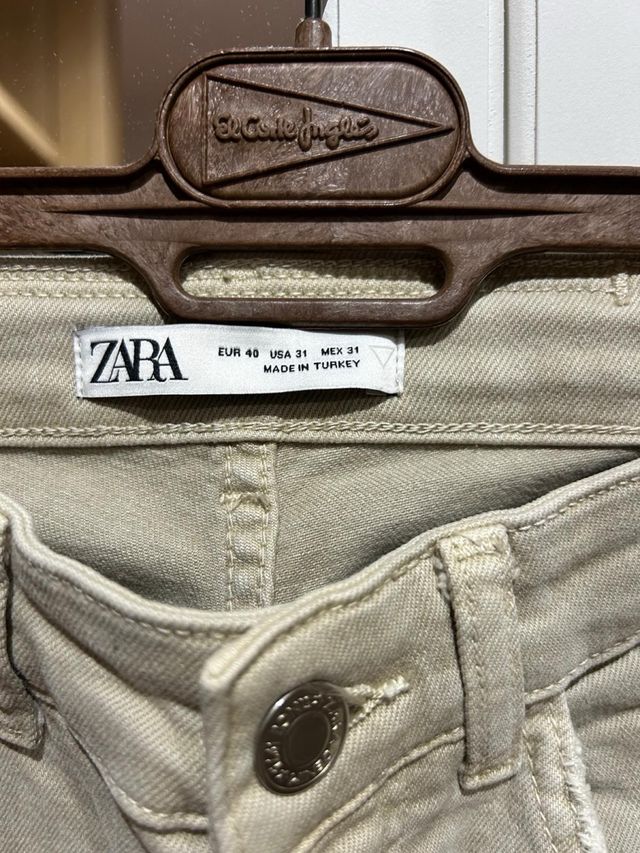 El Corte Inglés
ZARA
EUR 40 USA 31 MEX 31
MADE IN TURKEY